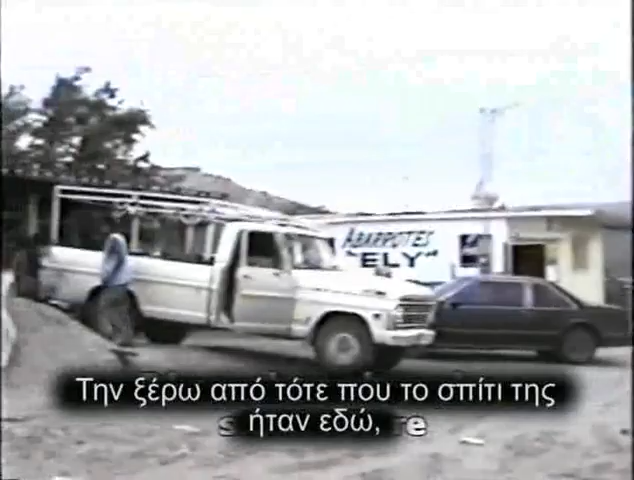 ABARROTES
"ELY"
Την ξέρω από τότε που το σπίτι της
ήταν εδώ,